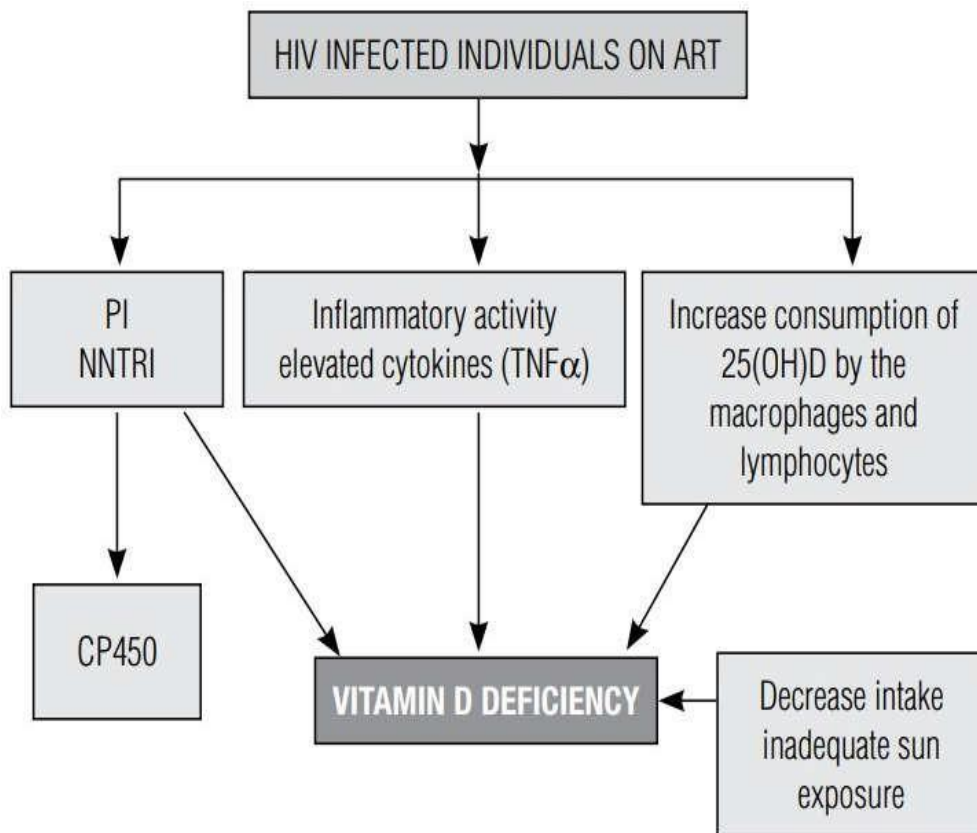 HIV INFECTED INDIVIDUALS ON ART
PI
NNTRI
Inflammatory activity
elevated cytokines (TNFα)
Increase consumption of
25(OH)D by the
macrophages and
lymphocytes
CP450
VITAMIN D DEFICIENCY
Decrease intake
inadequate sun
exposure